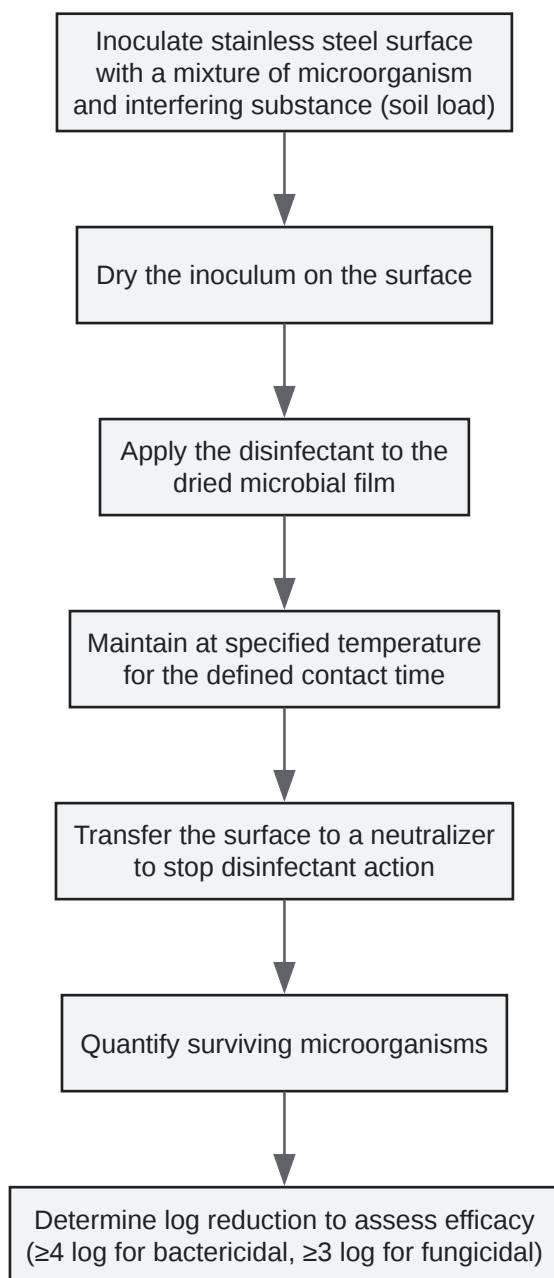 Inoculate stainless steel surface
with a mixture of microorganism
and interfering substance (soil load)
Dry the inoculum on the surface
Apply the disinfectant to the
dried microbial film
Maintain at specified temperature
for the defined contact time
Transfer the surface to a neutralizer
to stop disinfectant action
Quantify surviving microorganisms
Determine log reduction to assess efficacy
(≥4 log for bactericidal, ≥3 log for fungicidal)